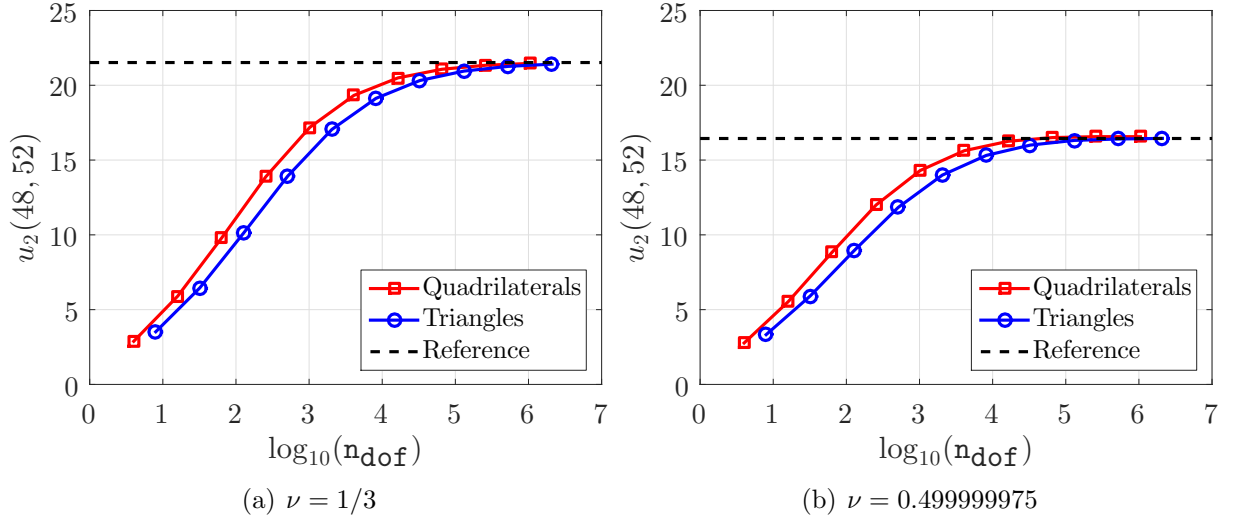 25
20
15
10
5
0
u₂(48, 52)
0 1 2 3 4 5 6 7
log₁₀(n_dof)
Quadrilaterals
Triangles
Reference
(a) ν = 1/3
25
20
15
10
5
0
u₂(48, 52)
0 1 2 3 4 5 6 7
log₁₀(n_dof)
Quadrilaterals
Triangles
Reference
(b) ν = 0.499999975